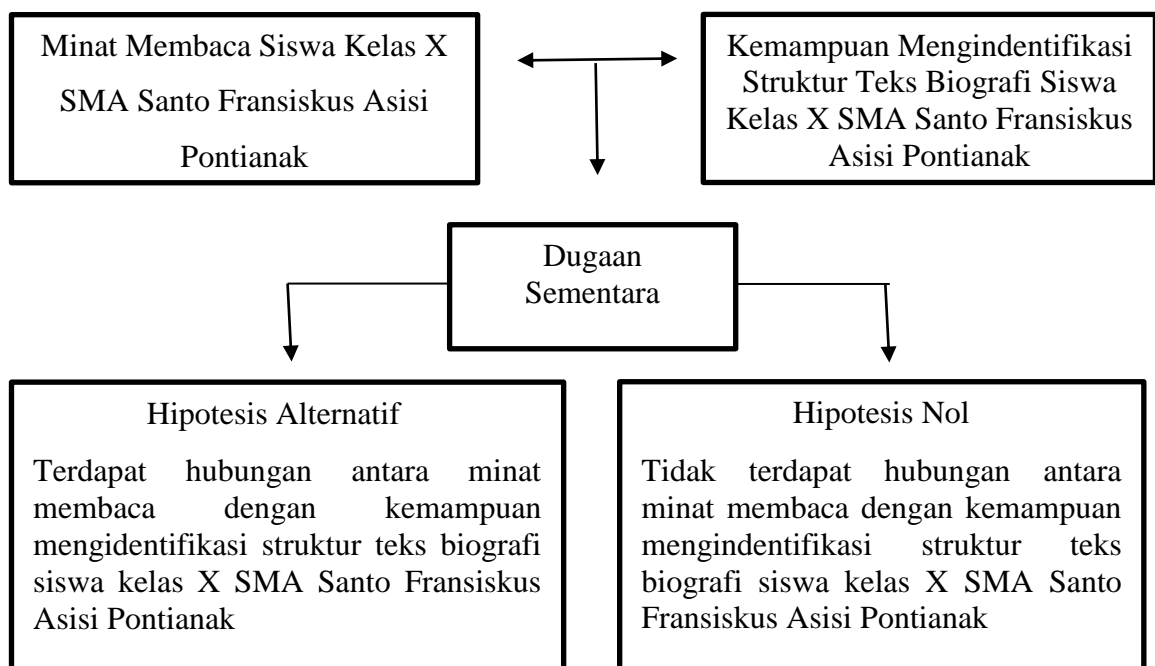 Minat Membaca Siswa Kelas X
SMA Santo Fransiskus Asisi
Pontianak
Kemampuan Mengindentifikasi
Struktur Teks Biografi Siswa
Kelas X SMA Santo Fransiskus
Asisi Pontianak
Dugaan
Sementara
Hipotesis Alternatif
Terdapat hubungan antara minat
membaca dengan kemampuan
mengidentifikasi struktur teks biografi
siswa kelas X SMA Santo Fransiskus
Asisi Pontianak
Hipotesis Nol
Tidak terdapat hubungan antara
minat membaca dengan kemampuan
mengindentifikasi struktur teks
biografi siswa kelas X SMA Santo
Fransiskus Asisi Pontianak